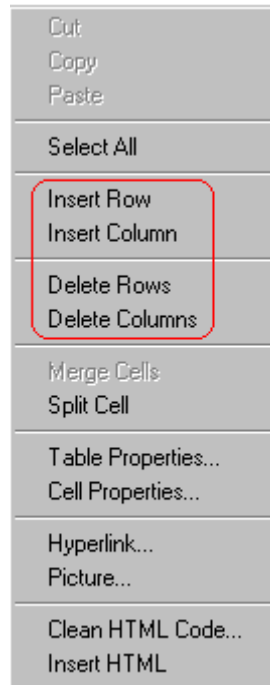 Cut
Copy
Paste
Select All
Insert Row
Insert Column
Delete Rows
Delete Columns
Merge Cells
Split Cell
Table Properties...
Cell Properties...
Hyperlink...
Picture...
Clean HTML Code...
Insert HTML